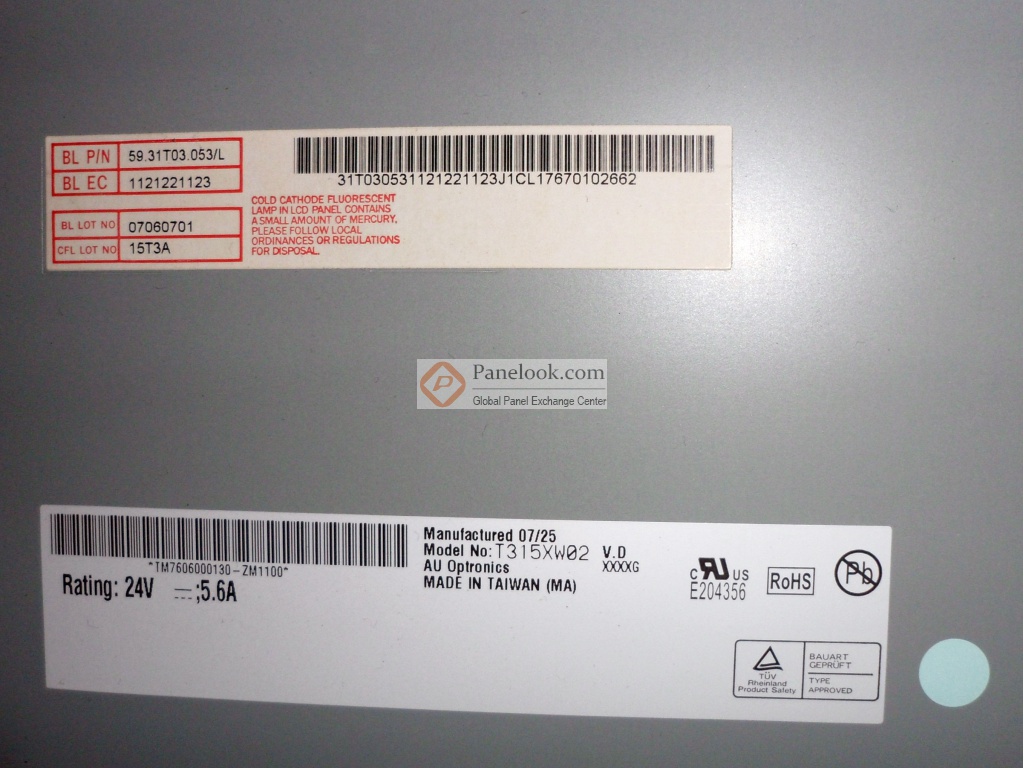 BL P/N 59.31T03.053/L
BL EC 1121221123
BL LOT NO 07060701
CFL LOT NO 15T3A
31T030531121221123J1CL17670102662
COLD CATHODE FLUORESCENT
LAMP IN LCD PANEL CONTAINS
A SMALL AMOUNT OF MERCURY,
PLEASE FOLLOW LOCAL
ORDINANCES OR REGULATIONS
FOR DISPOSAL.
P Panelook.com
Global Panel Exchange Center
*TM7606000130-ZM1100*
Rating: 24V ⎓;5.6A
Manufactured 07/25
Model No: T315XW02 V.D
AU Optronics XXXXG
MADE IN TAIWAN (MA)
c RU US
E204356
RoHS
Pb
TÜV
Rheinland
Product Safety
BAUART
GEPRÜFT
TYPE
APPROVED